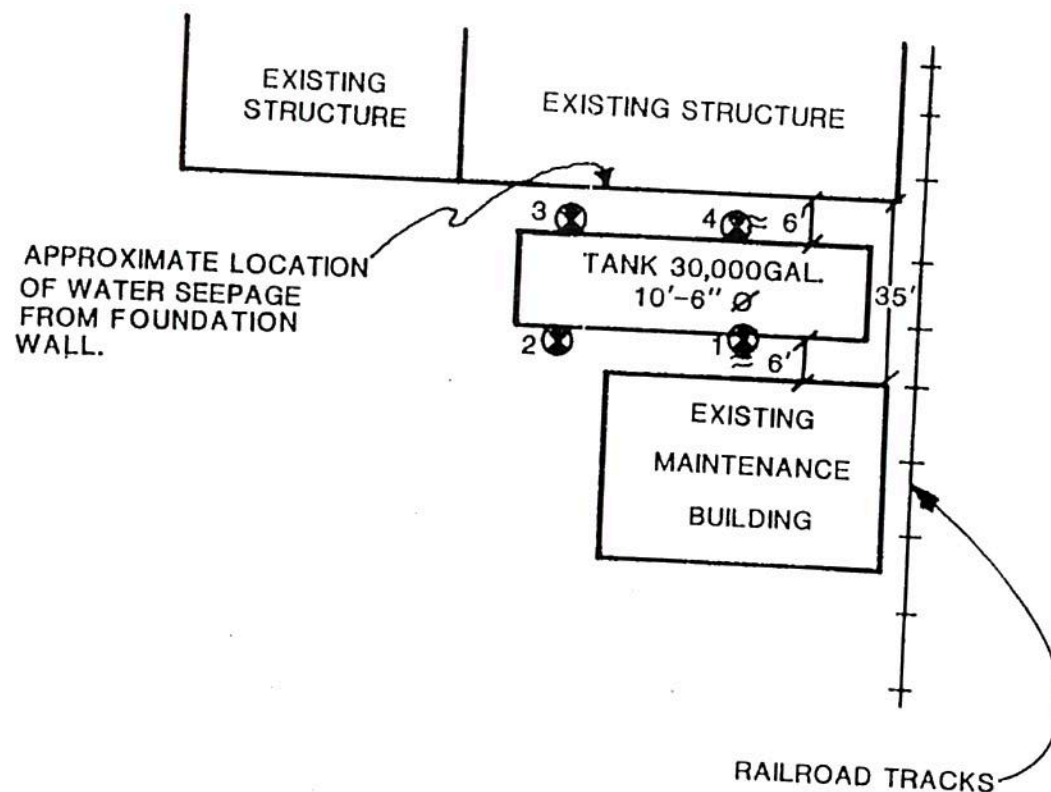 EXISTING
STRUCTURE
EXISTING STRUCTURE
3
4
≈ 6'
APPROXIMATE LOCATION
OF WATER SEEPAGE
FROM FOUNDATION
WALL.
TANK 30,000GAL.
10'-6" Ø
35'
2
1
≈ 6'
EXISTING
MAINTENANCE
BUILDING
RAILROAD TRACKS